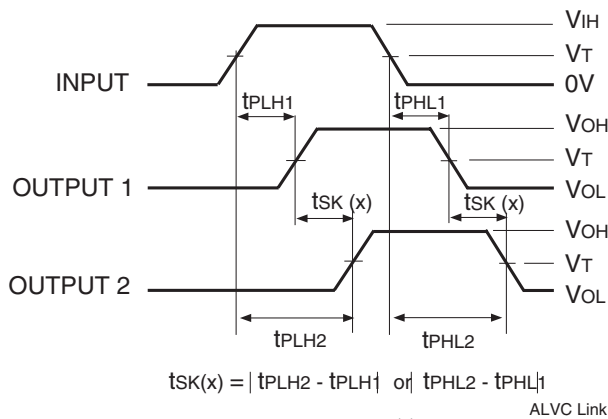 VIH
VT
INPUT
0V
tPLH1
tPHL1
VOH
VT
OUTPUT 1
tSK (x)
tSK (x)
VOL
VOH
VT
OUTPUT 2
VOL
tPLH2
tPHL2
tSK(x) = | tPLH2 - tPLH1| or | tPHL2 - tPHL1|
ALVC Link